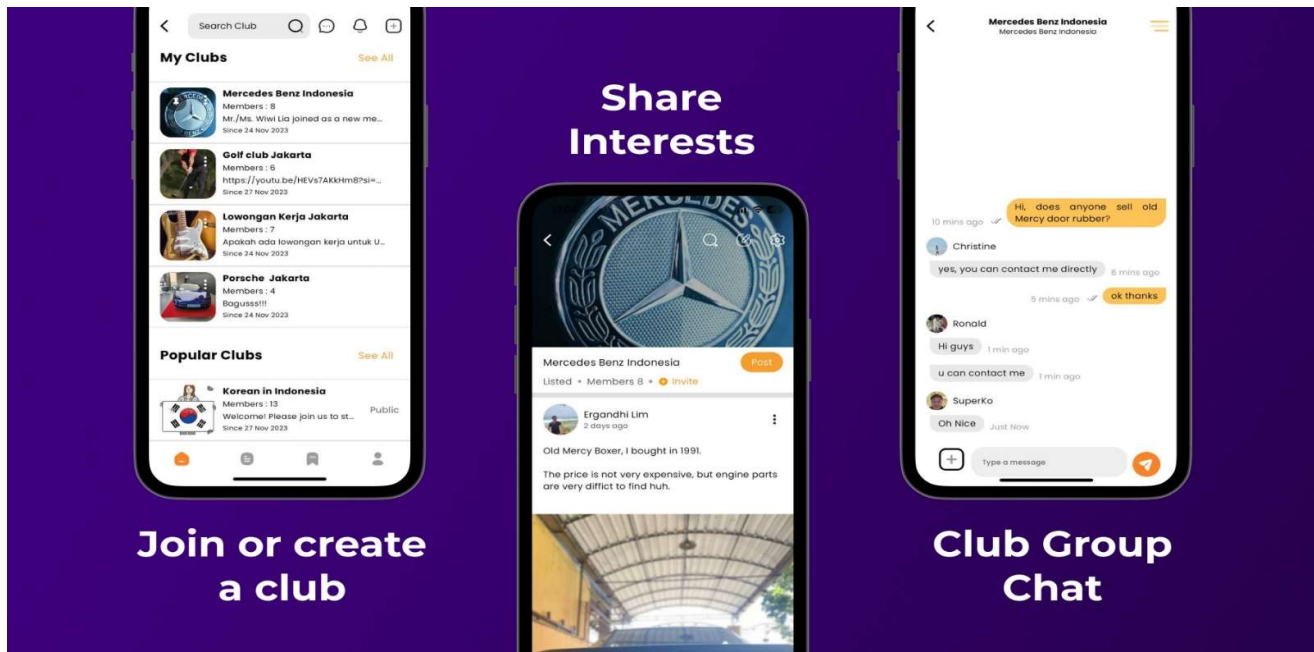 Search Club
My Clubs
See All
Mercedes Benz Indonesia
Members : 8
Mr./Ms. Wiwi Lia joined as a new me...
Since 24 Nov 2023
Golf club Jakarta
Members : 6
https://youtu.be/HEVs7AKkHm8?si=...
Since 27 Nov 2023
Lowongan Kerja Jakarta
Members : 7
Apakah ada lowongan kerja untuk U...
Since 24 Nov 2023
Porsche Jakarta
Members : 4
Bagusss!!!
Since 24 Nov 2023
Popular Clubs
See All
Korean in Indonesia
Members : 13
Welcome! Please join us to st...
Public
Since 27 Nov 2023
Join or create
a club
Share
Interests
MERCEDES
Mercedes Benz Indonesia
Post
Listed • Members 8 • Invite
Ergandhi Lim
2 days ago
Old Mercy Boxer, I bought in 1991.
The price is not very expensive, but engine parts
are very diffict to find huh.
Mercedes Benz Indonesia
Mercedes Benz Indonesia
Hi, does anyone sell old
Mercy door rubber?
10 mins ago
Christine
yes, you can contact me directly
6 mins ago
5 mins ago
ok thanks
Ronald
Hi guys
1 min ago
u can contact me
1 min ago
SuperKo
Oh Nice
Just Now
Type a message
Club Group
Chat